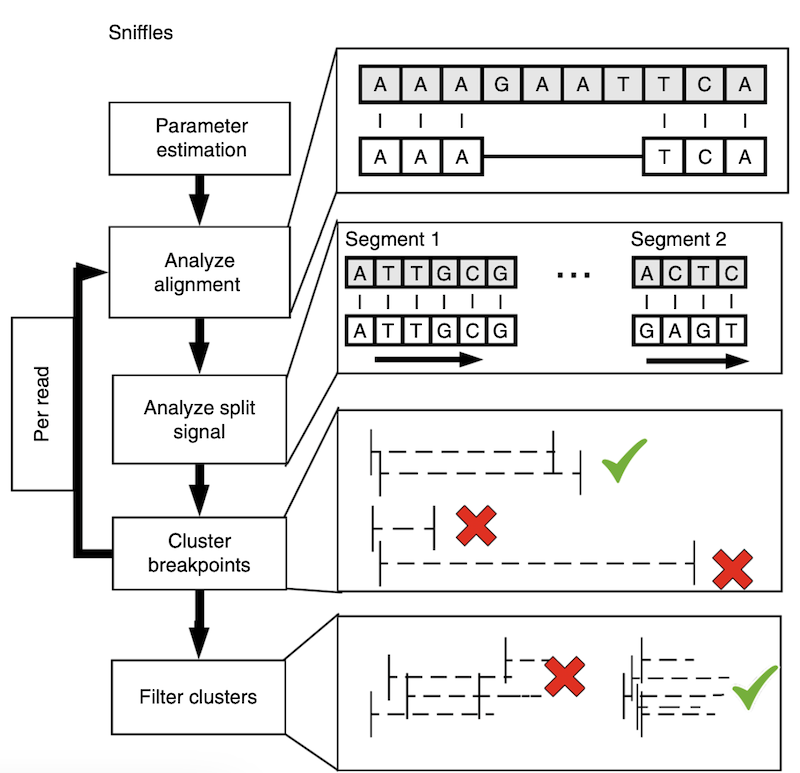 Sniffles
Parameter
estimation
A A A G A A T T C A
A A A T C A
Analyze
alignment
Segment 1 Segment 2
A T T G C G ... A C T C
A T T G C G G A G T
Per read
Analyze split
signal
Cluster
breakpoints
Filter clusters